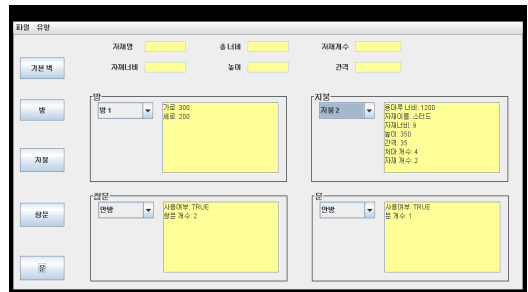 파일 유형
자재명 총 너비 자재개수
기본 벽 자재너비 높이 간격
방
지붕
창문
문
방
방 1
가로 :300
세로 :200
지붕
지붕 2
용마루 너비: 1200
자재이름: 스터드
자재너비: 9
높이: 350
간격: 35
처마 개수: 4
자재 개수: 2
창문
안방
사용여부: TRUE
창문 개수: 2
문
안방
사용여부: TRUE
문 개수: 1